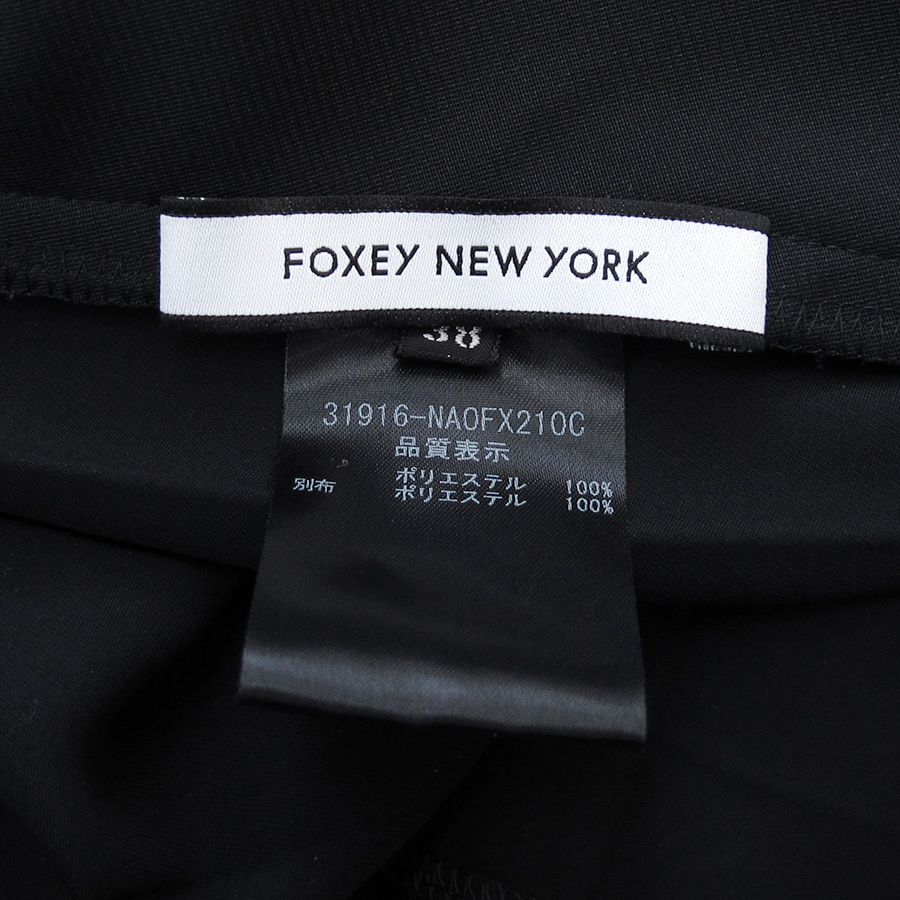 FOXEY NEW YORK
38
31916-NAOFX210C
品質表示
ポリエステル 100%
別布 ポリエステル 100%